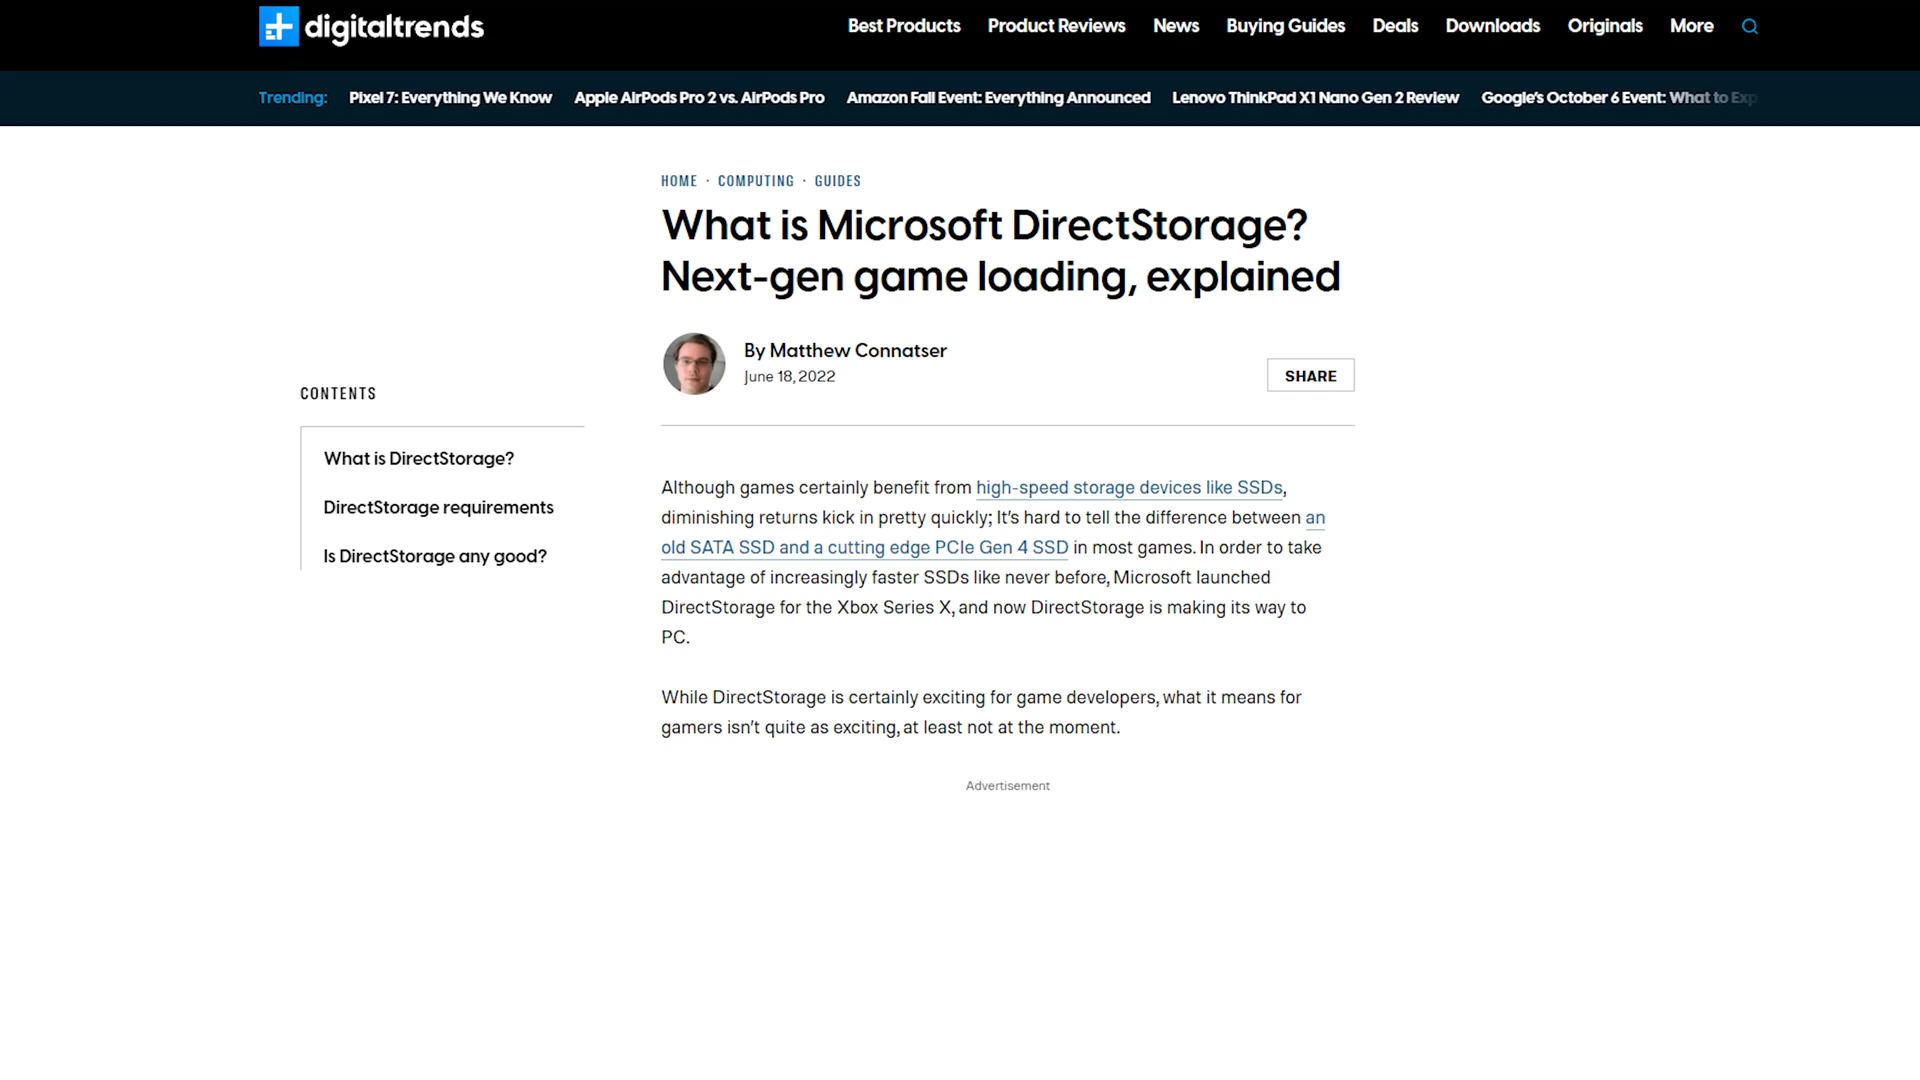 digitaltrends
Best Products Product Reviews News Buying Guides Deals Downloads Originals More
Trending: Pixel 7: Everything We Know Apple AirPods Pro 2 vs. AirPods Pro Amazon Fall Event: Everything Announced Lenovo ThinkPad X1 Nano Gen 2 Review Google's October 6 Event: What to Exp
HOME · COMPUTING · GUIDES
What is Microsoft DirectStorage?
Next-gen game loading, explained
By Matthew Connatser
June 18, 2022
SHARE
CONTENTS
What is DirectStorage?
DirectStorage requirements
Is DirectStorage any good?
Although games certainly benefit from high-speed storage devices like SSDs,
diminishing returns kick in pretty quickly; It's hard to tell the difference between an
old SATA SSD and a cutting edge PCIe Gen 4 SSD in most games. In order to take
advantage of increasingly faster SSDs like never before, Microsoft launched
DirectStorage for the Xbox Series X, and now DirectStorage is making its way to
PC.
While DirectStorage is certainly exciting for game developers, what it means for
gamers isn't quite as exciting, at least not at the moment.
Advertisement